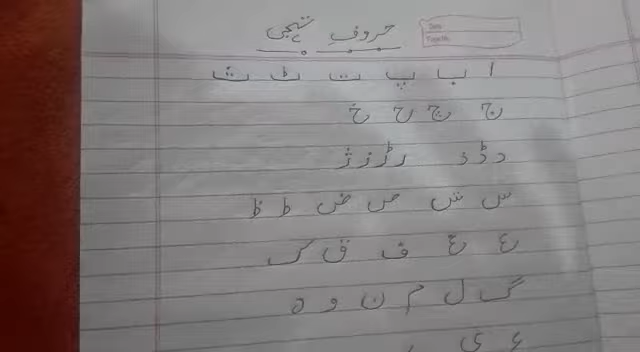 حروفِ تہجی
ا ب پ ت ٹ ث
ج چ ح خ
د ڈ ذ ر ڑ ز ژ
س ش ص ض ط ظ
ع غ ف ق ک
گ ل م ن و ہ
ء ی